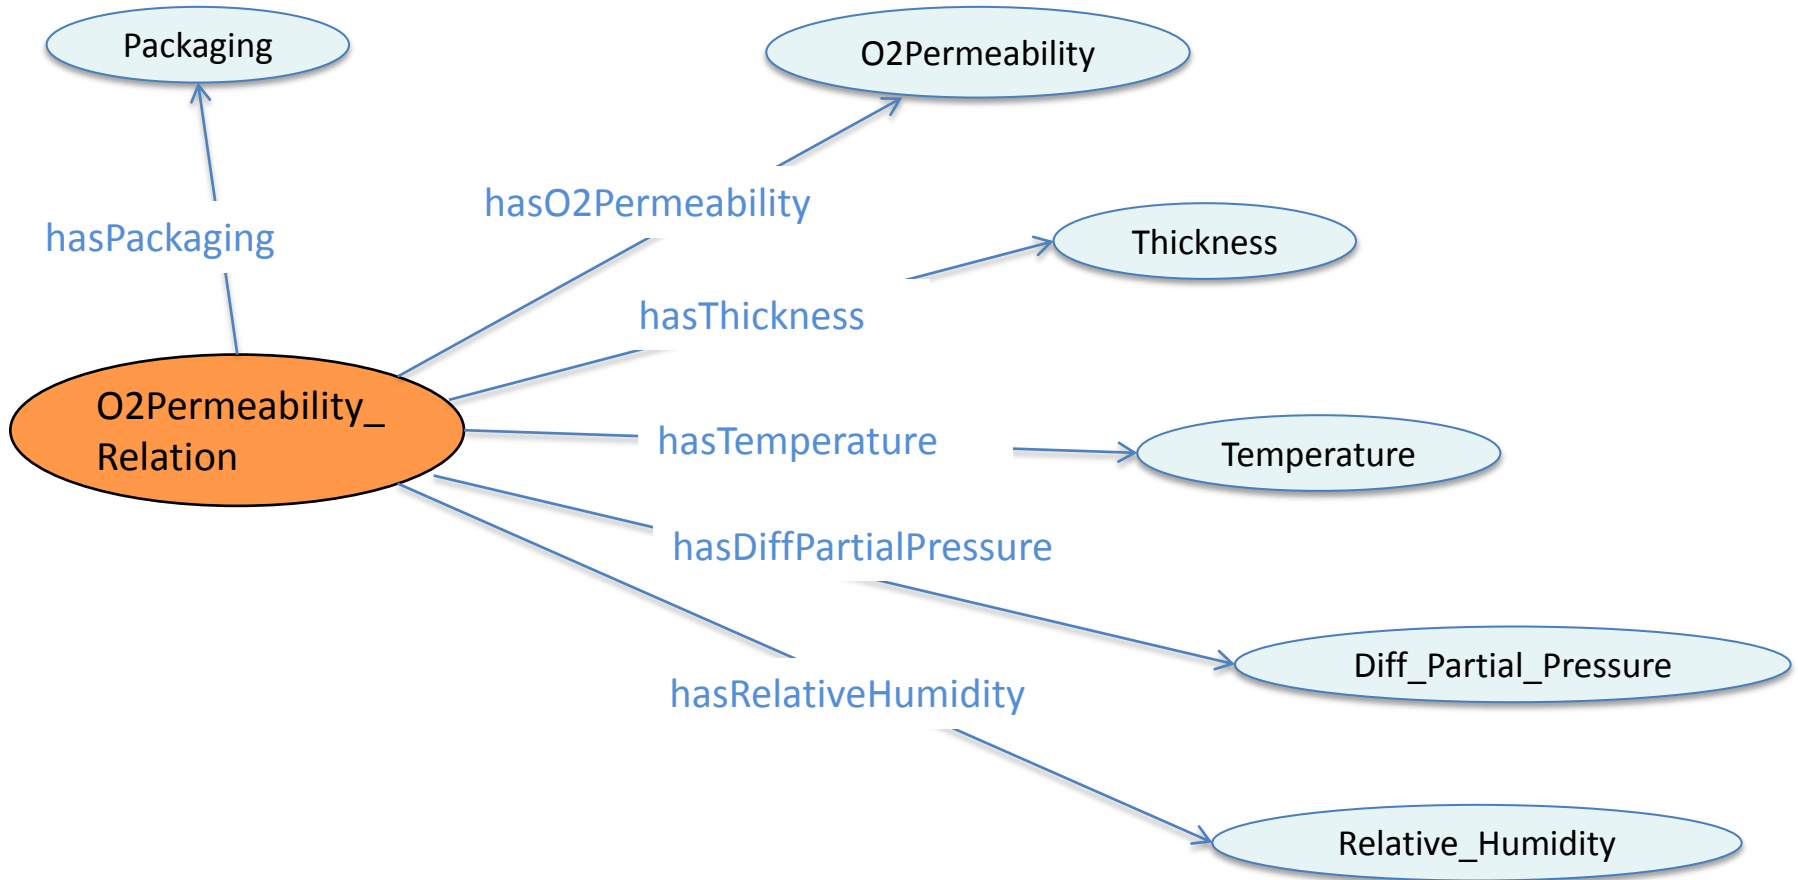 Packaging
O2Permeability
hasO2Permeability
hasPackaging
Thickness
hasThickness
O2Permeability_
Relation
hasTemperature
Temperature
hasDiffPartialPressure
Diff_Partial_Pressure
hasRelativeHumidity
Relative_Humidity